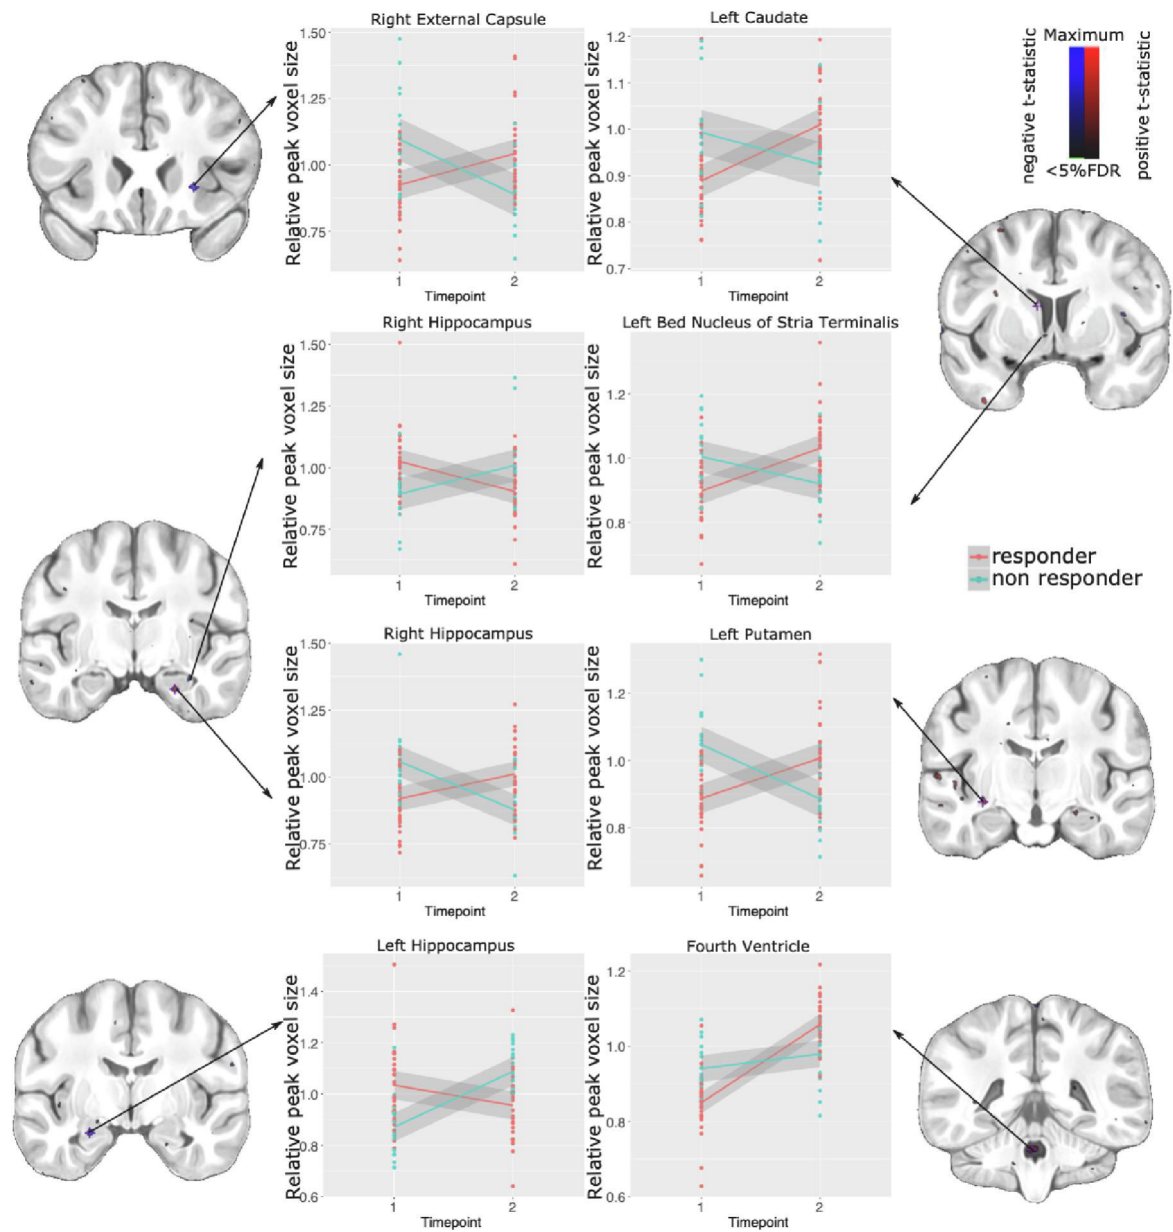 Right External Capsule
Relative peak voxel size
1.50
1.25
1.00
0.75
1
2
Timepoint
Left Caudate
Relative peak voxel size
1.2
1.1
1.0
0.9
0.8
0.7
1
2
Timepoint
negative t-statistic
Maximum
<5%FDR
positive t-statistic
Right Hippocampus
Relative peak voxel size
1.50
1.25
1.00
0.75
1
2
Timepoint
Left Bed Nucleus of Stria Terminalis
Relative peak voxel size
1.2
1.0
0.8
1
2
Timepoint
responder
non responder
Right Hippocampus
Relative peak voxel size
1.50
1.25
1.00
0.75
1
2
Timepoint
Left Putamen
Relative peak voxel size
1.2
1.0
0.8
1
2
Timepoint
Left Hippocampus
Relative peak voxel size
1.4
1.2
1.0
0.8
0.6
1
2
Timepoint
Fourth Ventricle
Relative peak voxel size
1.2
1.0
0.8
0.6
1
2
Timepoint